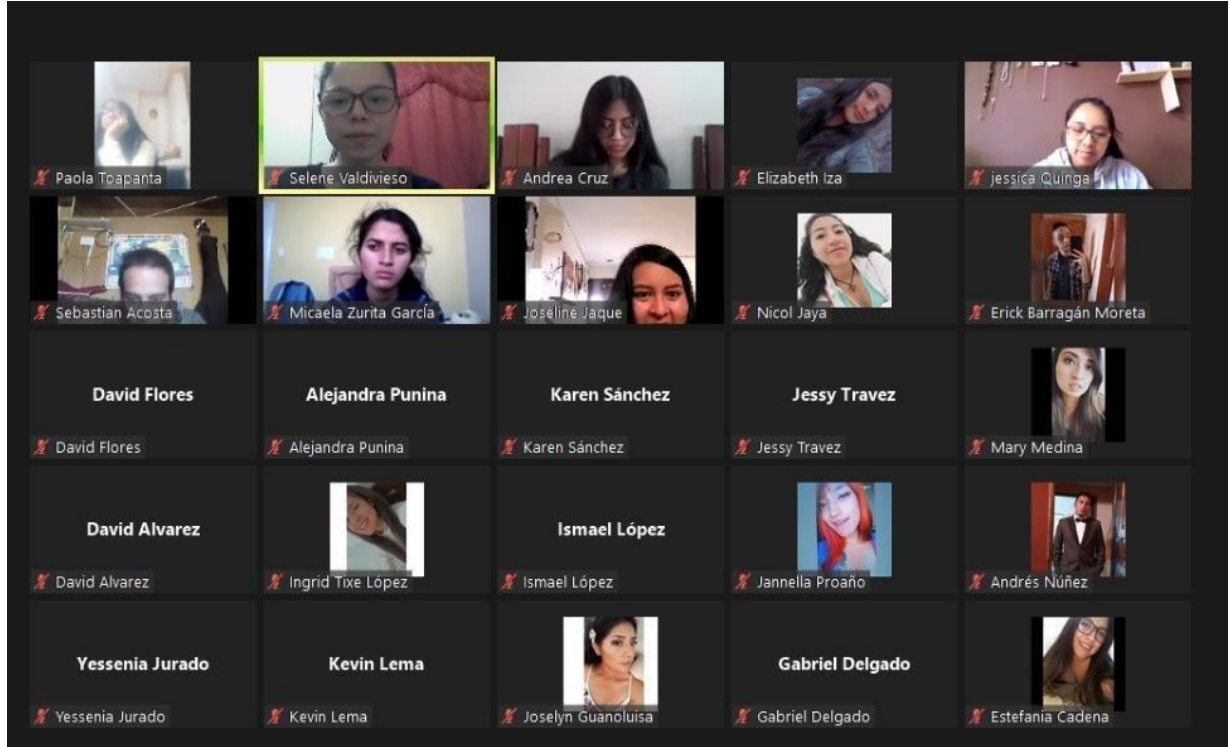 Paola Toapanta
Selene Valdivieso
Andrea Cruz
Elizabeth Iza
jessica Quinga
Sebastian Acosta
Micaela Zurita García
Joseline Jaque
Nicol Jaya
Erick Barragán Moreta
David Flores
David Flores
Alejandra Punina
Alejandra Punina
Karen Sánchez
Karen Sánchez
Jessy Travez
Jessy Travez
Mary Medina
David Alvarez
David Alvarez
Ingrid Tixe López
Ismael López
Ismael López
Jannella Proaño
Andrés Núñez
Yessenia Jurado
Yessenia Jurado
Kevin Lema
Kevin Lema
Joselyn Guanoluisa
Gabriel Delgado
Gabriel Delgado
Estefania Cadena